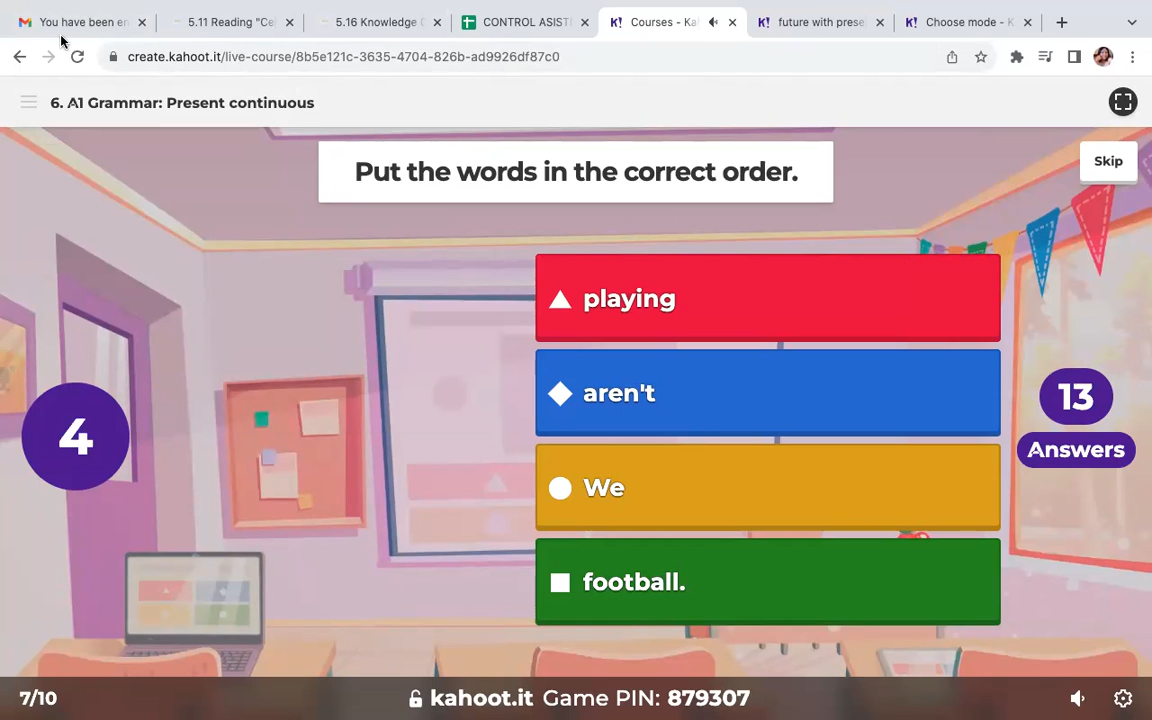 You have been en
5.11 Reading "Cel
5.16 Knowledge C
CONTROL ASIST
Courses - Ka
future with prese
Choose mode - K
create.kahoot.it/live-course/8b5e121c-3635-4704-826b-ad9926df87c0
6. A1 Grammar: Present continuous
Put the words in the correct order.
Skip
playing
aren't
We
football.
4
13
Answers
7/10
kahoot.it Game PIN: 879307